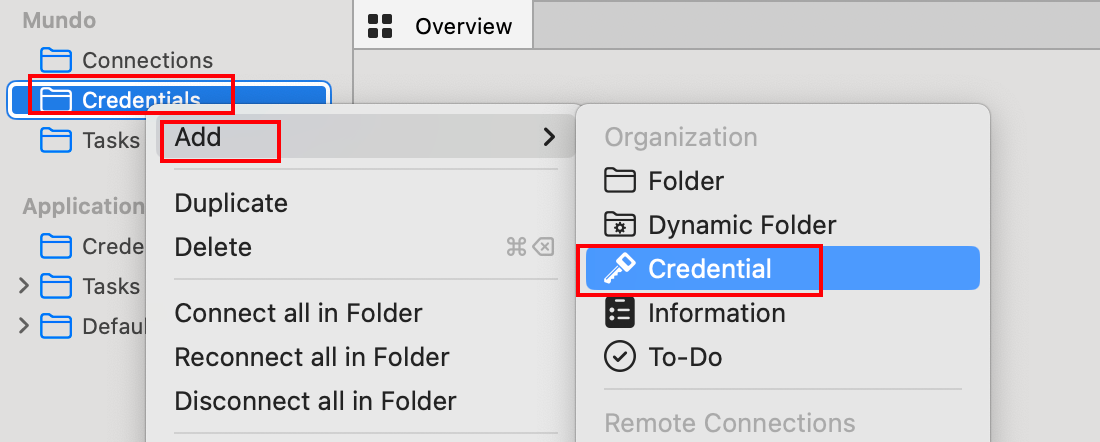 Mundo
Connections
Credentials
Tasks
Application
Crede
Tasks
Defaul
Overview
Add
Duplicate
Delete ⌘⌫
Connect all in Folder
Reconnect all in Folder
Disconnect all in Folder
Organization
Folder
Dynamic Folder
Credential
Information
To-Do
Remote Connections